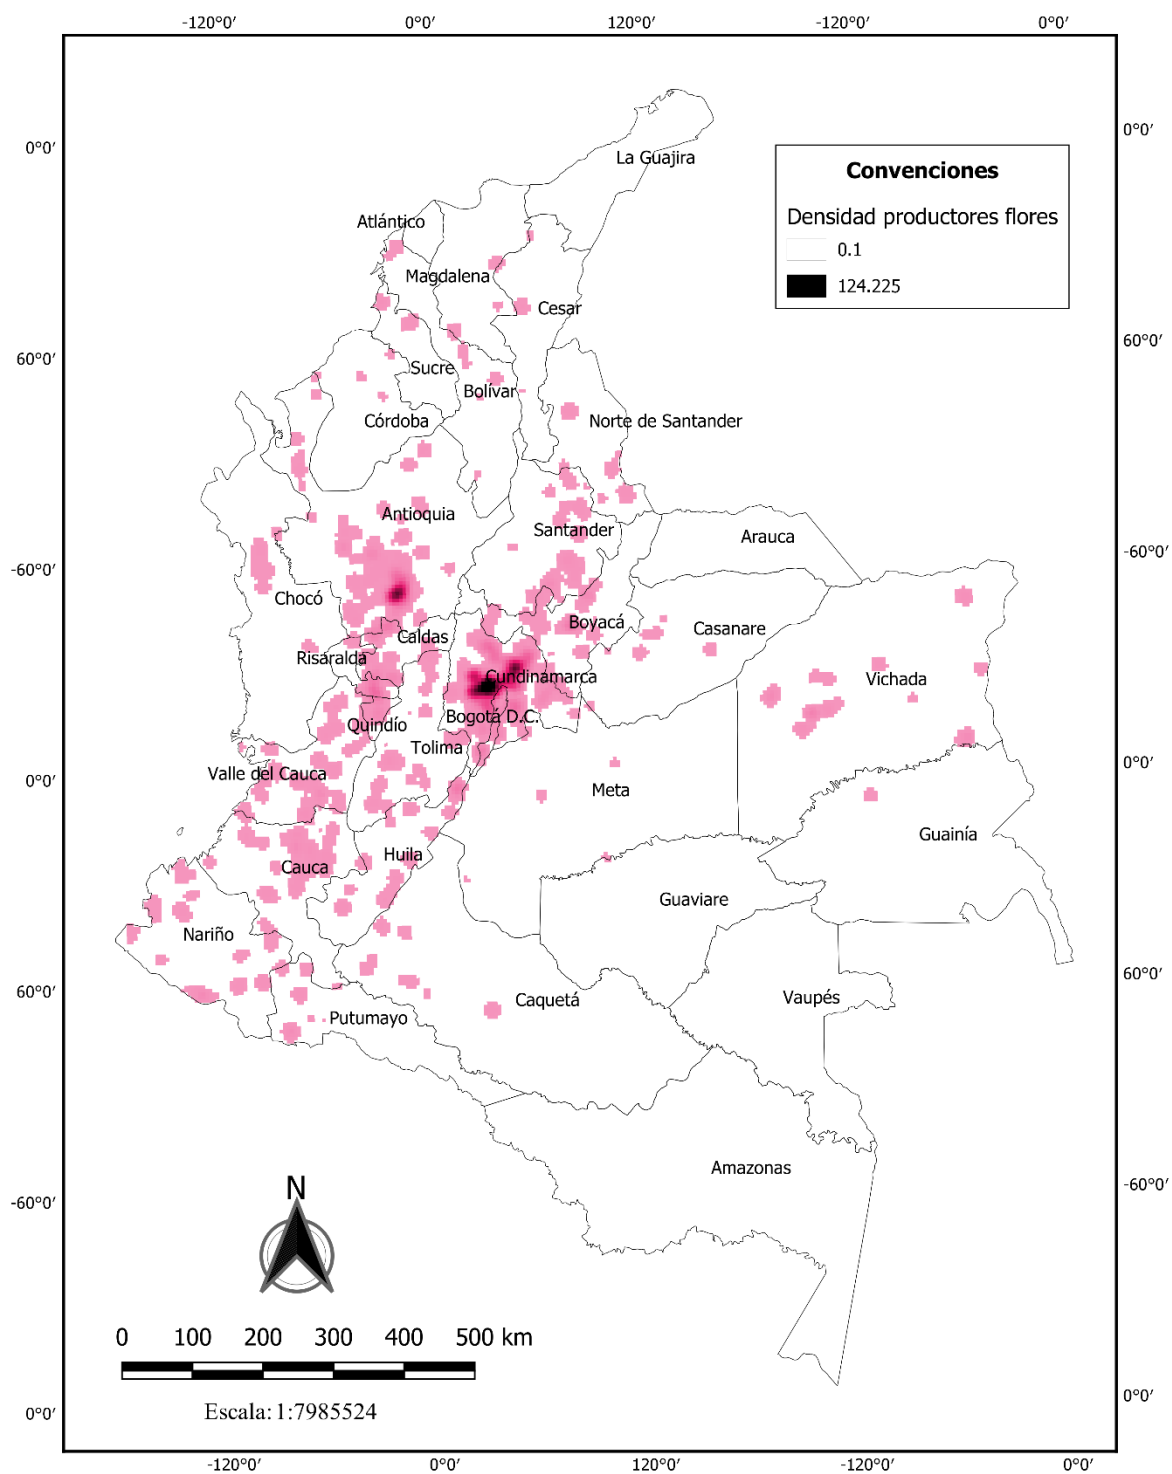 -120°0′ 0°0′ 120°0′ -120°0′ 0°0′
0°0′
0°0′
La Guajira
Convenciones
Densidad productores flores
0.1
124.225
Atlántico
Magdalena
Cesar
60°0′
60°0′
Sucre
Bolívar
Córdoba
Norte de Santander
Antioquia
Santander
Arauca
-60°0′
-60°0′
Chocó
Boyacá
Casanare
Caldas
Risaralda
Cundinamarca
Vichada
Bogotá D.C.
Quindío
Tolima
Valle del Cauca
0°0′
0°0′
Meta
Guainía
Huila
Cauca
Guaviare
Nariño
60°0′
60°0′
Caquetá
Vaupés
Putumayo
Amazonas
-60°0′
-60°0′
N
0 100 200 300 400 500 km
Escala: 1:7985524
0°0′
0°0′
-120°0′ 0°0′ 120°0′ -120°0′ 0°0′